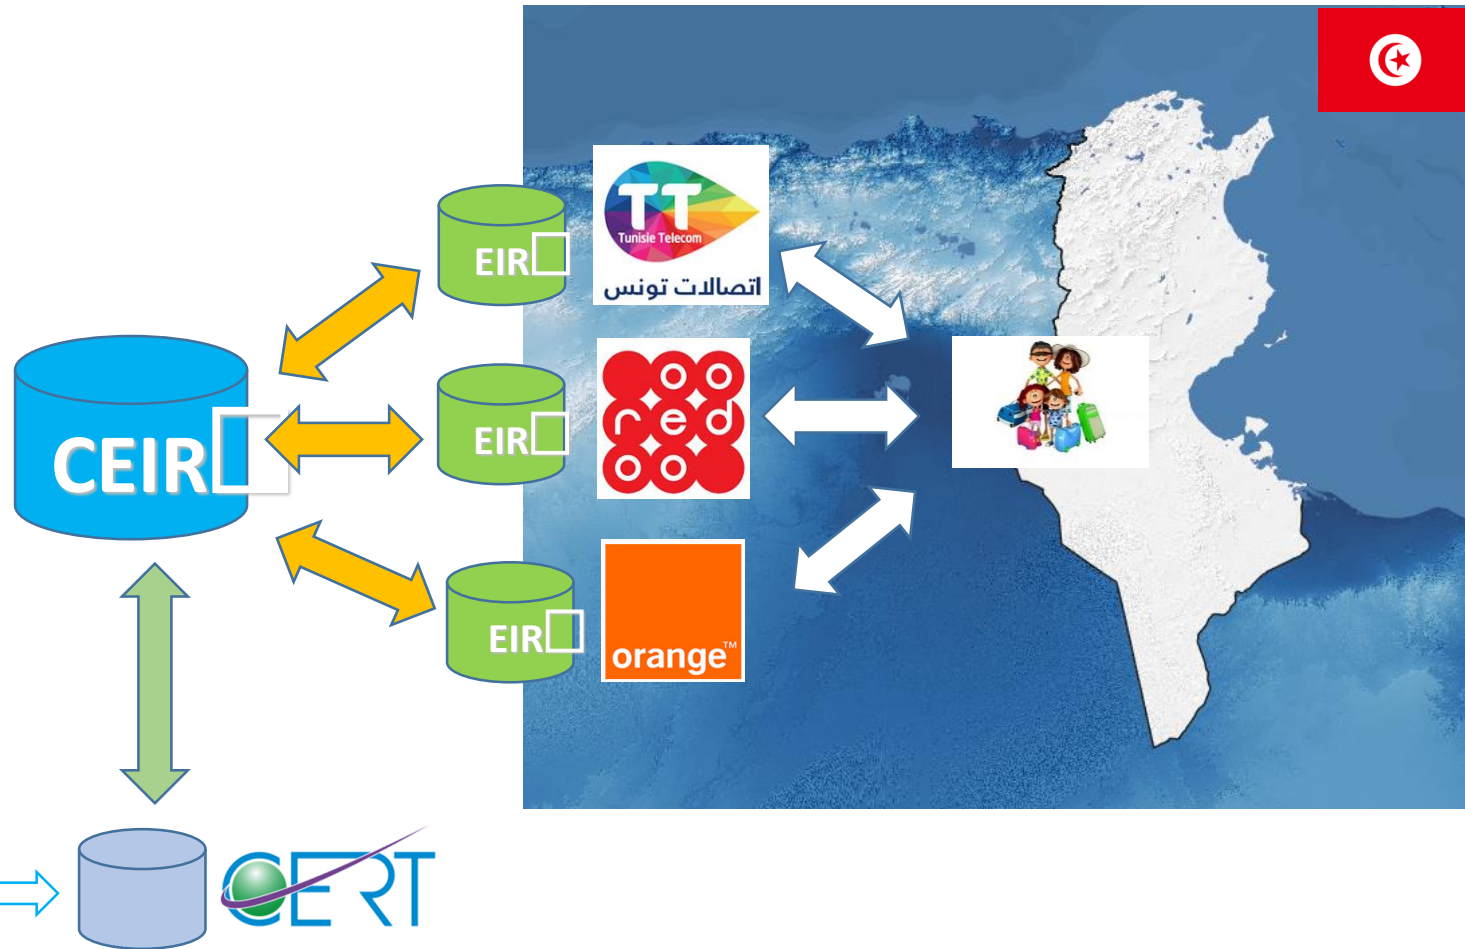 TT
Tunisie Telecom
اتصالات تونس
EIR
CEIR
EIR
ooredoo
EIR
orange™
CERT